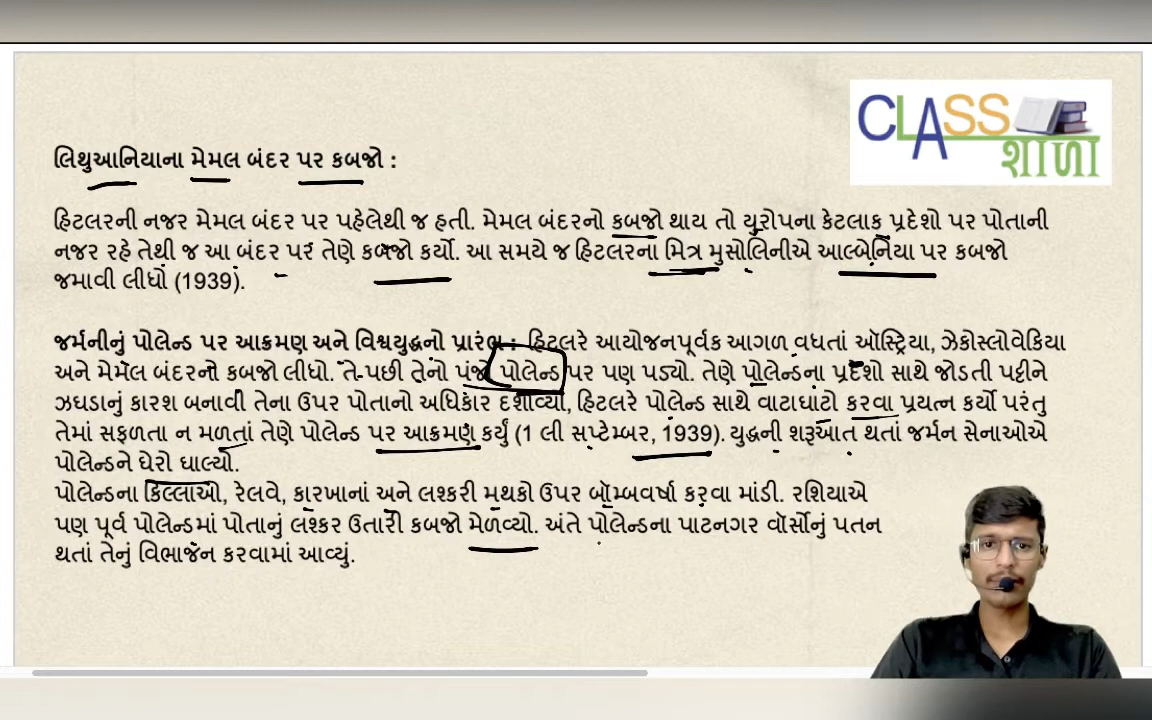 CLASS
શાળા
લિથુઆનિયાના મેમલ બંદર પર કબજો :
હિટલરની નજર મેમલ બંદર પર પહેલેથી જ હતી. મેમલ બંદરનો કબજો થાય તો યુરોપના કેટલાક પ્રદેશો પર પોતાની
નજર રહે તેથી જ આ બંદર પર તેણે કબજો કર્યો. આ સમયે જ હિટલરના મિત્ર મુસોલિનીએ આલ્બેનિયા પર કબજો
જમાવી લીધો (1939).
જર્મનીનું પોલેન્ડ પર આક્રમણ અને વિશ્વયુદ્ધનો પ્રારંભ : હિટલરે આયોજનપૂર્વક આગળ વધતાં ઑસ્ટ્રિયા, ઝેકોસ્લોવેક્રિયા
અને મેમૅલ બંદરનો કબજો લીધો. તે પછી તેનો પંજો પોલેન્ડ પર પણ પડ્યો. તેણે પોલેન્ડના પ્રદેશો સાથે જોડતી પટ્ટીને
ઝઘડાનું કારશ બનાવી તેના ઉપર પોતાનો અધિકાર દર્શાવ્યો, હિટલરે પોલેન્ડ સાથે વાટાઘાટો કરવા પ્રયત્ન કર્યો પરંતુ
તેમાં સફળતા ન મળતાં તેણે પોલેન્ડ પર આક્રમણ કર્યું (1 લી સપ્ટેમ્બર, 1939). યુદ્ધની શરૂઆત થતાં જર્મન સેનાઓએ
પોલેન્ડને ઘેરો ઘાલ્યો.
પોલેન્ડના કિલ્લાઓ, રેલવે, કારખાનાં અને લશ્કરી મથકો ઉપર બૉમ્બવર્ષા કરવા માંડી. રશિયાએ
પણ પૂર્વ પોલેન્ડમાં પોતાનું લશ્કર ઉતારી કબજો મેળવ્યો. અંતે પોલેન્ડના પાટનગર વૉર્સોનું પતન
થતાં તેનું વિભાજન કરવામાં આવ્યું.